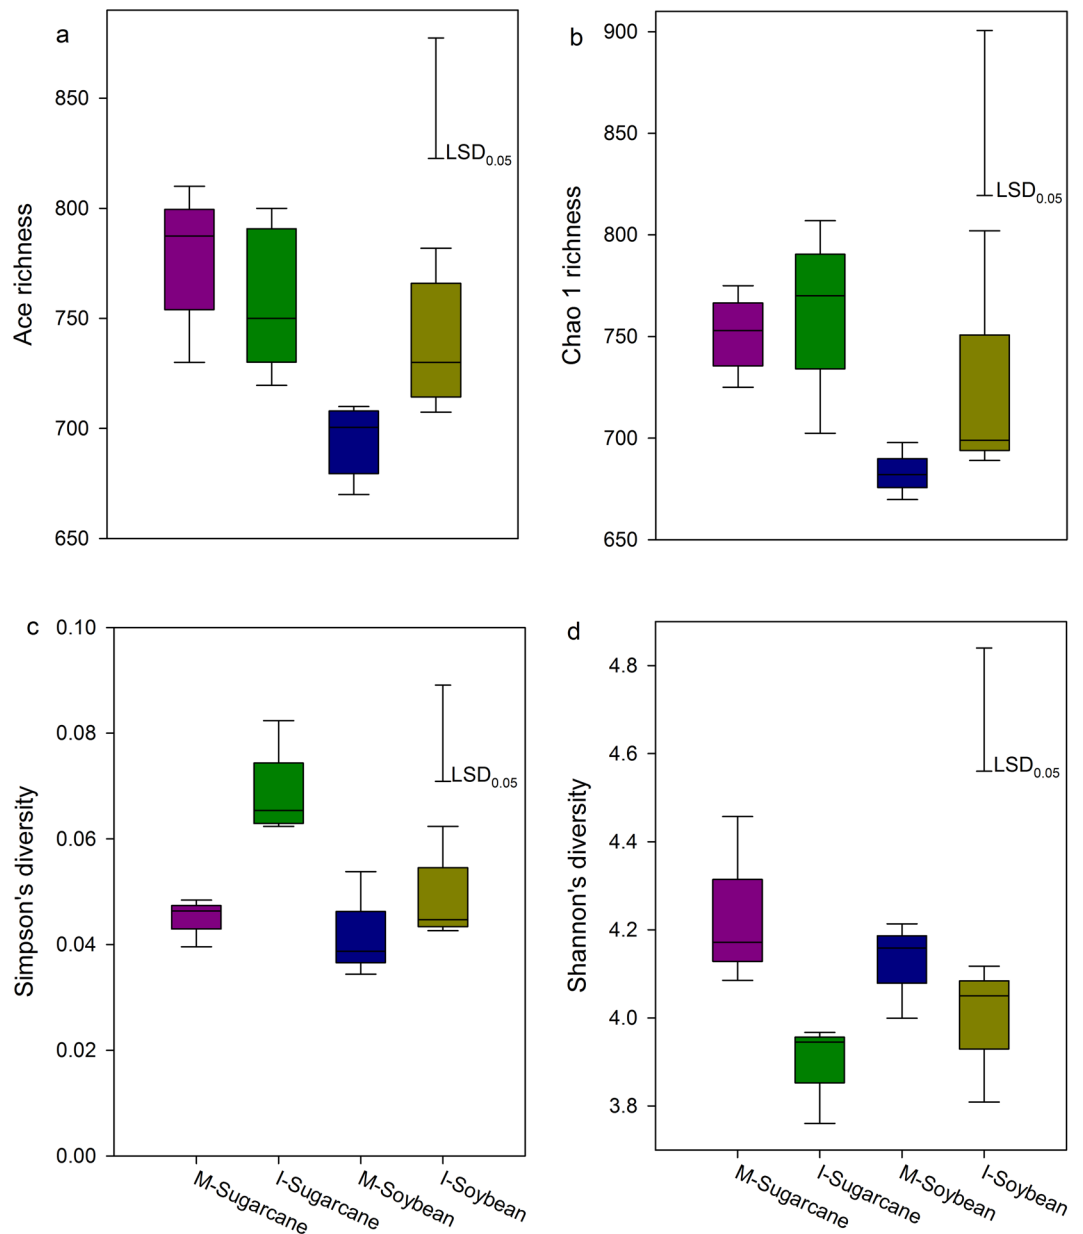 a
Ace richness
850
800
750
700
650
LSD0.05
b
Chao 1 richness
900
850
800
750
700
650
LSD0.05
c
Simpson's diversity
0.10
0.08
0.06
0.04
0.02
0.00
LSD0.05
M-Sugarcane
I-Sugarcane
M-Soybean
I-Soybean
d
Shannon's diversity
4.8
4.6
4.4
4.2
4.0
3.8
LSD0.05
M-Sugarcane
I-Sugarcane
M-Soybean
I-Soybean